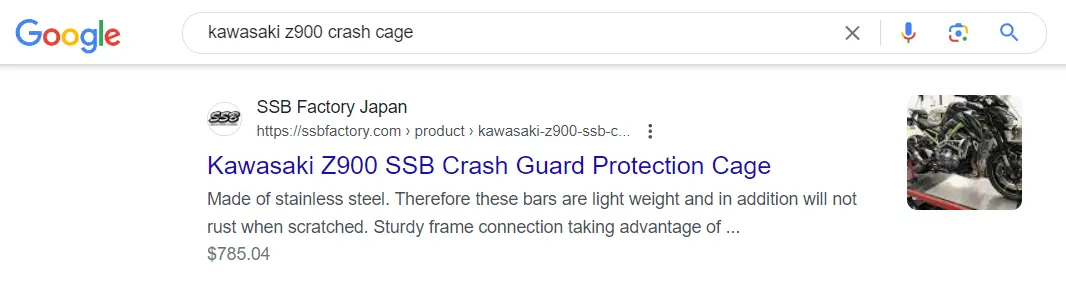 Google
kawasaki z900 crash cage
SSB
SSB Factory Japan
https://ssbfactory.com › product › kawasaki-z900-ssb-c...
Kawasaki Z900 SSB Crash Guard Protection Cage
Made of stainless steel. Therefore these bars are light weight and in addition will not
rust when scratched. Sturdy frame connection taking advantage of ...
$785.04